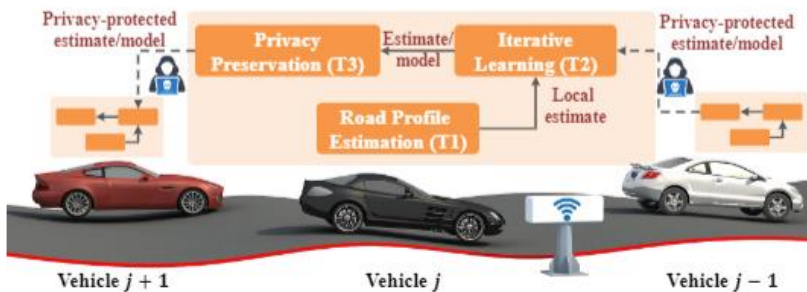 Privacy-protected
estimate/model
Privacy
Preservation (T3)
Estimate/
model
Iterative
Learning (T2)
Privacy-protected
estimate/model
Local
estimate
Road Profile
Estimation (T1)
Vehicle j + 1
Vehicle j
Vehicle j − 1